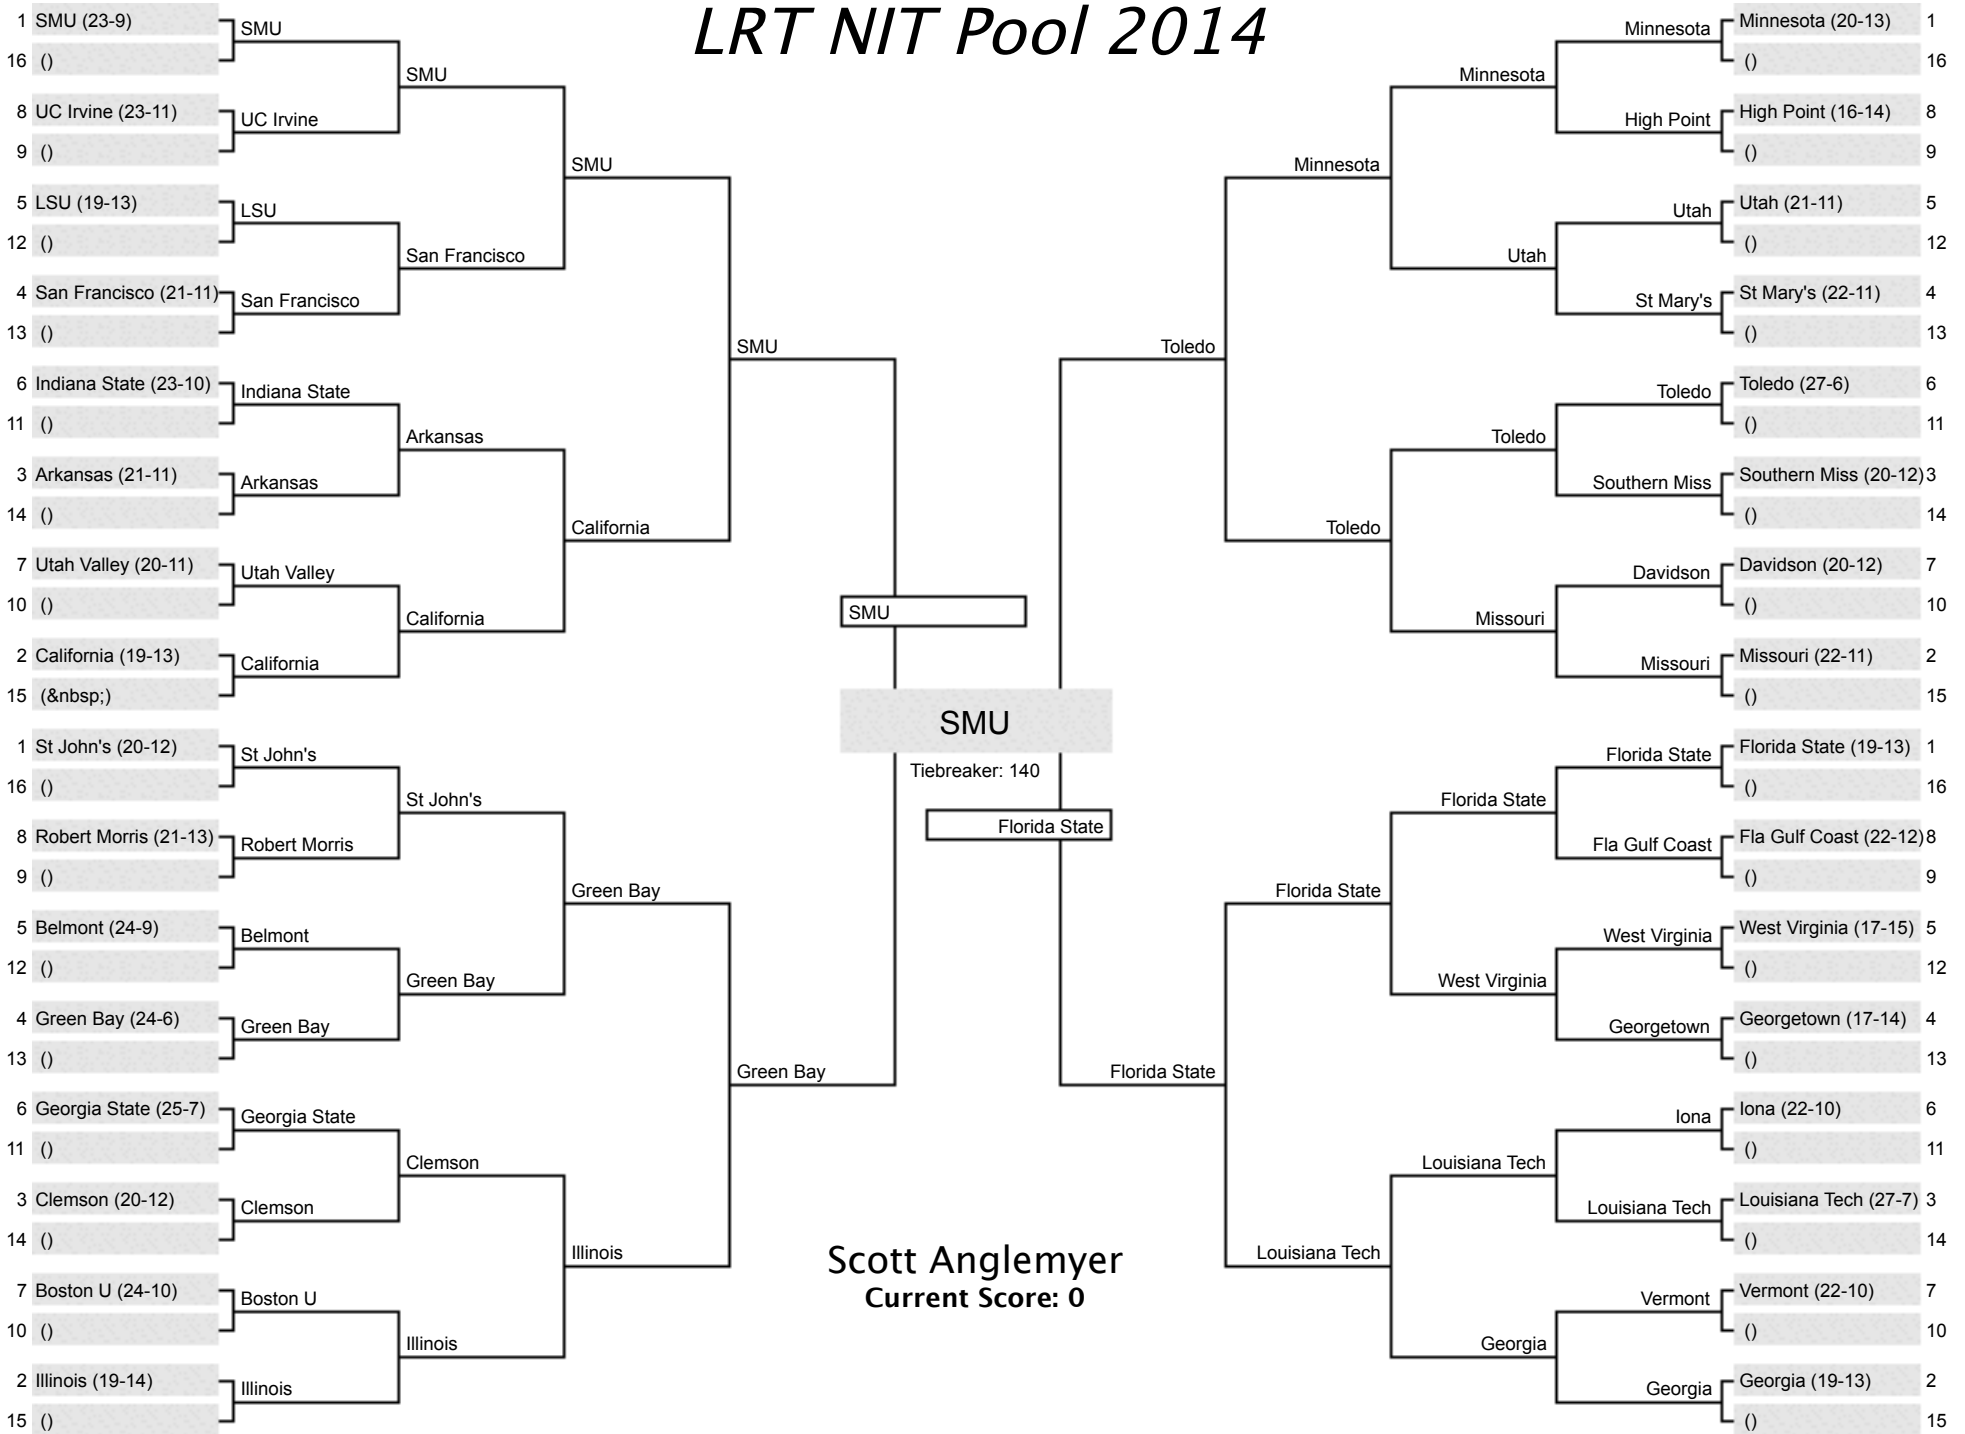 LRT NIT Pool 2014
1 SMU (23-9)
16 ()
8 UC Irvine (23-11)
9 ()
5 LSU (19-13)
12 ()
4 San Francisco (21-11)
13 ()
6 Indiana State (23-10)
11 ()
3 Arkansas (21-11)
14 ()
7 Utah Valley (20-11)
10 ()
2 California (19-13)
15 (&nbsp;)
1 St John's (20-12)
16 ()
8 Robert Morris (21-13)
9 ()
5 Belmont (24-9)
12 ()
4 Green Bay (24-6)
13 ()
6 Georgia State (25-7)
11 ()
3 Clemson (20-12)
14 ()
7 Boston U (24-10)
10 ()
2 Illinois (19-14)
15 ()
SMU
UC Irvine
LSU
San Francisco
Indiana State
Arkansas
Utah Valley
California
St John's
Robert Morris
Belmont
Green Bay
Georgia State
Clemson
Boston U
Illinois
SMU
San Francisco
Arkansas
California
St John's
Green Bay
Clemson
Illinois
SMU
California
Green Bay
Illinois
SMU
Green Bay
SMU
SMU
Tiebreaker: 140
Florida State
Scott Anglemyer
Current Score: 0
Toledo
Florida State
Minnesota
Toledo
Florida State
Louisiana Tech
Minnesota
Utah
Toledo
Missouri
Florida State
West Virginia
Louisiana Tech
Georgia
Minnesota
High Point
Utah
St Mary's
Toledo
Southern Miss
Davidson
Missouri
Florida State
Fla Gulf Coast
West Virginia
Georgetown
Iona
Louisiana Tech
Vermont
Georgia
Minnesota (20-13) 1
() 16
High Point (16-14) 8
() 9
Utah (21-11) 5
() 12
St Mary's (22-11) 4
() 13
Toledo (27-6) 6
() 11
Southern Miss (20-12) 3
() 14
Davidson (20-12) 7
() 10
Missouri (22-11) 2
() 15
Florida State (19-13) 1
() 16
Fla Gulf Coast (22-12) 8
() 9
West Virginia (17-15) 5
() 12
Georgetown (17-14) 4
() 13
Iona (22-10) 6
() 11
Louisiana Tech (27-7) 3
() 14
Vermont (22-10) 7
() 10
Georgia (19-13) 2
() 15